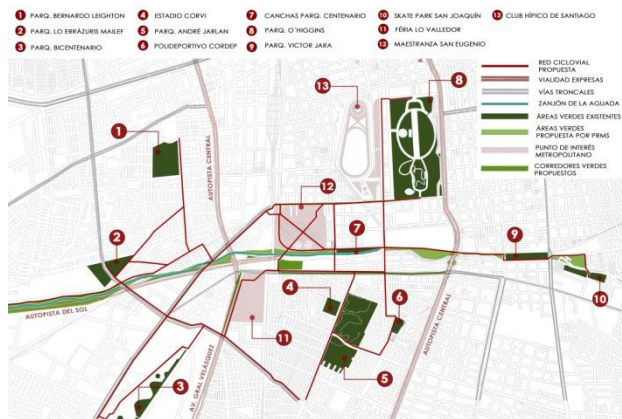 1 PARQ. BERNARDO LEIGHTON
4 ESTADIO CORVI
7 CANCHAS PARQ. CENTENARIO
10 SKATE PARK SAN JOAQUÍN
13 CLUB HÍPICO DE SANTIAGO
2 PARQ. LO ERRÁZURIS MAILEF
5 PARQ. ANDRÉ JARLAN
8 PARQ. O'HIGGINS
11 FÉRIA LO VALLEDOR
3 PARQ. BICENTENARIO
6 POLIDEPORTIVO CORDEP
9 PARQ. VICTOR JARA
12 MAESTRANZA SAN EUGENIO
RED CICLOVIAL
PROPUESTA
VIALIDAD EXPRESAS
VÍAS TRONCALES
ZANJÓN DE LA AGUADA
ÁREAS VERDES EXISTENTES
ÁREAS VERDES
PROPUESTA POR PRMS
PUNTO DE INTERÉS
METROPOLITANO
CORREDORES VERDES
PROPUESTOS
8
13
1
AUTOPISTA CENTRAL
12
7
9
2
10
4
6
AUTOPISTA DEL SOL
11
AUTOPISTA CENTRAL
5
3
AV. GRAL VELÁSQUEZ